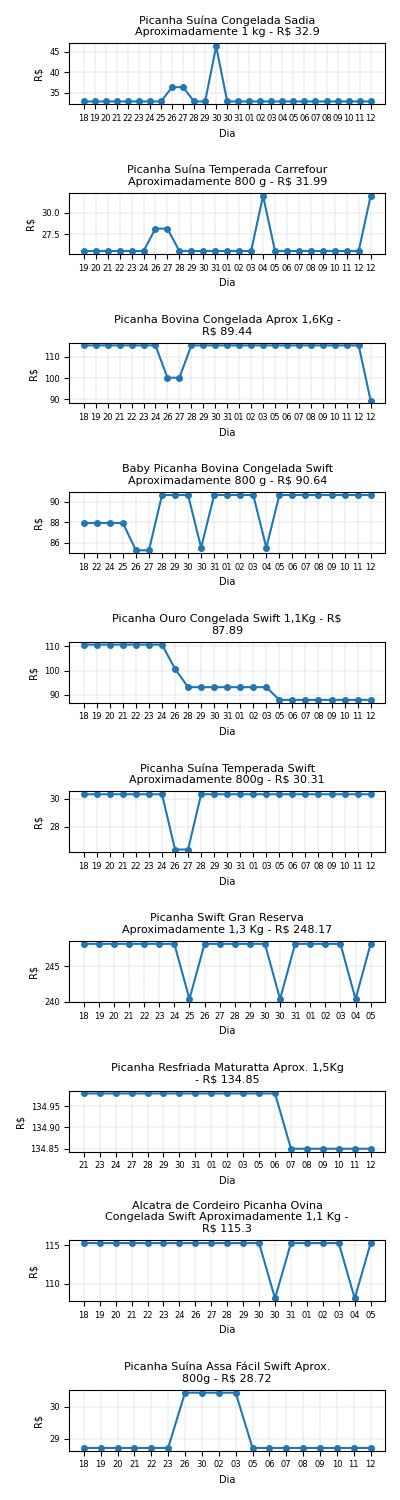 Picanha Suína Congelada Sadia
Aproximadamente 1 kg - R$ 32.9
45
40
35
R$
18 19 20 21 22 23 24 25 26 27 28 29 30 31 01 02 03 04 05 06 07 08 09 10 11 12
Dia
Picanha Suína Temperada Carrefour
Aproximadamente 800 g - R$ 31.99
30.0
27.5
R$
19 20 21 22 23 24 26 27 28 29 30 31 01 02 03 04 05 06 07 08 09 10 11 12 12
Dia
Picanha Bovina Congelada Aprox 1,6Kg -
R$ 89.44
110
100
90
R$
18 19 20 21 22 23 24 25 26 27 28 29 30 31 01 02 03 05 06 07 08 09 10 11 12 12
Dia
Baby Picanha Bovina Congelada Swift
Aproximadamente 800 g - R$ 90.64
90
88
86
R$
18 22 24 25 26 27 28 29 30 30 31 01 02 03 04 05 06 07 08 09 10 11 12
Dia
Picanha Ouro Congelada Swift 1,1Kg - R$
87.89
110
100
90
R$
18 19 20 21 22 23 24 26 28 29 30 31 01 02 03 05 06 07 08 09 10 11 12
Dia
Picanha Suína Temperada Swift
Aproximadamente 800g - R$ 30.31
30
28
R$
18 19 20 21 22 23 24 26 27 28 29 30 31 01 03 05 06 07 08 09 10 11 12
Dia
Picanha Swift Gran Reserva
Aproximadamente 1,3 Kg - R$ 248.17
245
240
R$
18 19 20 21 22 23 24 25 26 27 28 29 30 30 31 01 02 03 04 05
Dia
Picanha Resfriada Maturatta Aprox. 1,5Kg
- R$ 134.85
134.95
134.90
134.85
R$
21 23 24 27 28 29 30 31 01 02 03 05 06 07 08 09 10 11 12
Dia
Alcatra de Cordeiro Picanha Ovina
Congelada Swift Aproximadamente 1,1 Kg -
R$ 115.3
115
110
R$
18 19 20 21 22 23 24 26 27 28 29 30 30 31 01 02 03 04 05
Dia
Picanha Suína Assa Fácil Swift Aprox.
800g - R$ 28.72
30
29
R$
18 19 20 21 22 23 26 30 02 03 05 06 07 08 09 10 11 12
Dia